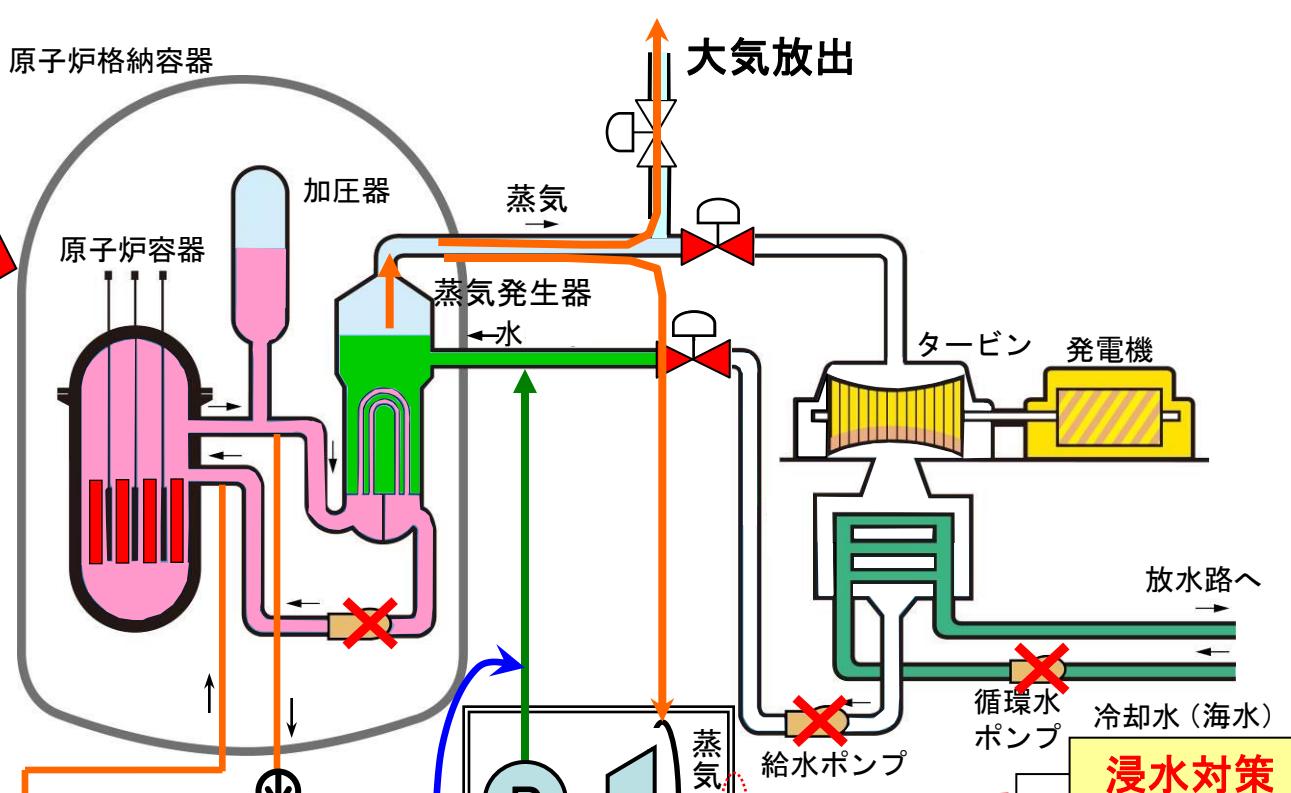 大気放出
原子炉格納容器
加圧器
蒸気
原子炉容器
蒸気発生器
水
タービン
発電機
放水路へ
循環水
ポンプ
冷却水（海水）
給水ポンプ
蒸気
浸水対策